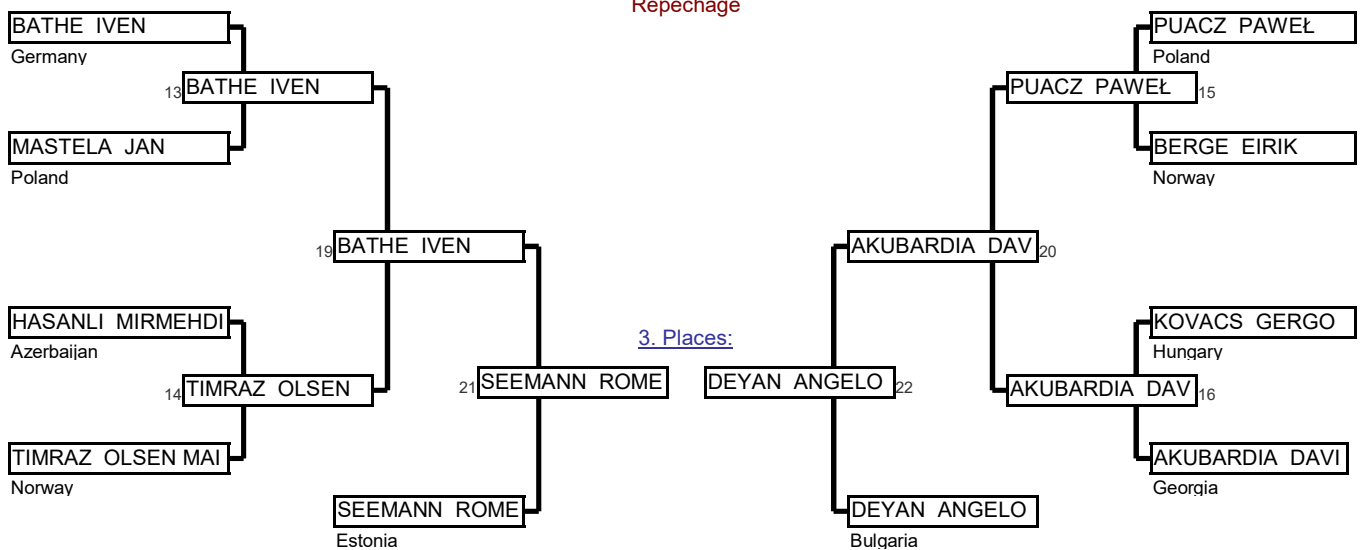 Repechage
BATHE IVEN
PUACZ PAWEŁ
Germany
Poland
13 BATHE IVEN
PUACZ PAWEŁ 15
MASTELA JAN
BERGE EIRIK
Poland
Norway
19 BATHE IVEN
AKUBARDIA DAV 20
HASANLI MIRMEHDI
KOVACS GERGO
Azerbaijan
3. Places:
Hungary
14 TIMRAZ OLSEN
21 SEEMANN ROME
DEYAN ANGELO 22
AKUBARDIA DAV 16
TIMRAZ OLSEN MAI
AKUBARDIA DAVI
Norway
Georgia
SEEMANN ROME
DEYAN ANGELO
Estonia
Bulgaria